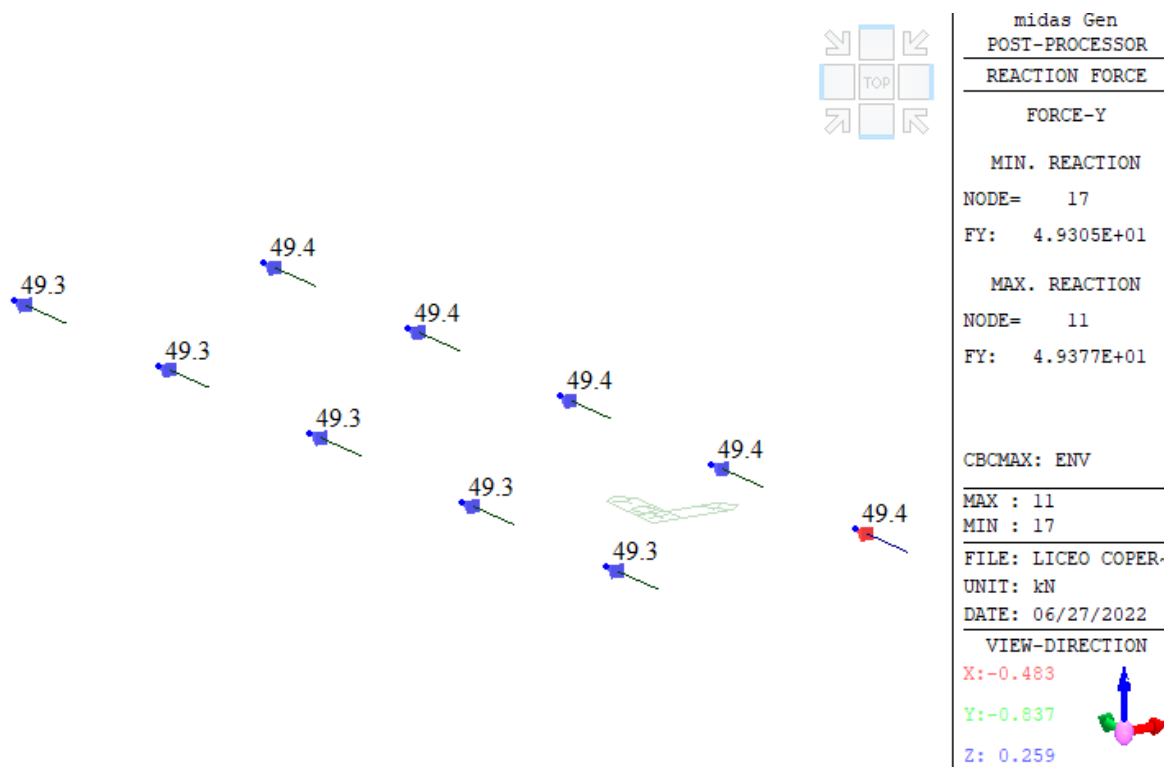 TOP
49.4
49.3
49.4
49.3
49.4
49.3
49.4
49.3
49.4
49.3
midas Gen
POST-PROCESSOR
REACTION FORCE
FORCE-Y
MIN. REACTION
NODE= 17
FY: 4.9305E+01
MAX. REACTION
NODE= 11
FY: 4.9377E+01
CBCMAX: ENV
MAX : 11
MIN : 17
FILE: LICEO COPER~
UNIT: kN
DATE: 06/27/2022
VIEW-DIRECTION
X:-0.483
Y:-0.837
Z: 0.259